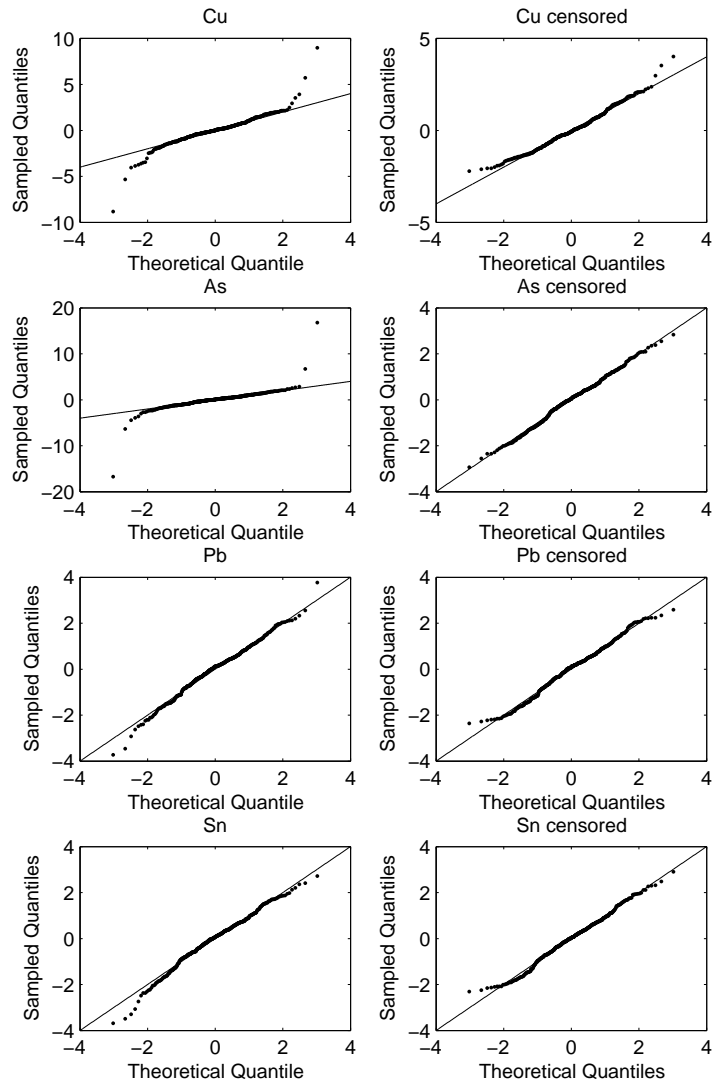 Cu
Cu censored
10
5
0
−5
−10
Sampled Quantiles
−4 −2 0 2 4
Theoretical Quantile
5
0
−5
Sampled Quantiles
−4 −2 0 2 4
Theoretical Quantiles
As
As censored
20
10
0
−10
−20
Sampled Quantiles
−4 −2 0 2 4
Theoretical Quantile
4
2
0
−2
−4
Sampled Quantiles
−4 −2 0 2 4
Theoretical Quantiles
Pb
Pb censored
4
2
0
−2
−4
Sampled Quantiles
−4 −2 0 2 4
Theoretical Quantile
4
2
0
−2
−4
Sampled Quantiles
−4 −2 0 2 4
Theoretical Quantiles
Sn
Sn censored
4
2
0
−2
−4
Sampled Quantiles
−4 −2 0 2 4
Theoretical Quantile
4
2
0
−2
−4
Sampled Quantiles
−4 −2 0 2 4
Theoretical Quantiles